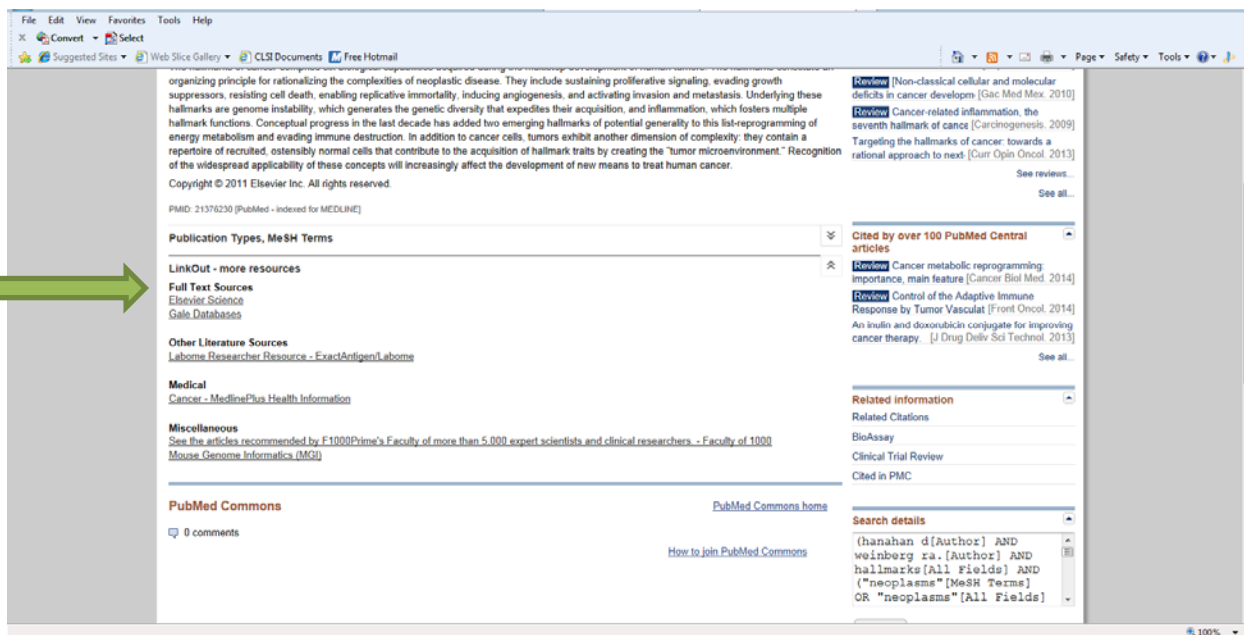 File Edit View Favorites Tools Help
X Convert Select
Suggested Sites Web Slice Gallery CLSI Documents Free Hotmail
Page Safety Tools
organizing principle for rationalizing the complexities of neoplastic disease. They include sustaining proliferative signaling, evading growth
suppressors, resisting cell death, enabling replicative immortality, inducing angiogenesis, and activating invasion and metastasis. Underlying these
hallmarks are genome instability, which generates the genetic diversity that expedites their acquisition, and inflammation, which fosters multiple
hallmark functions. Conceptual progress in the last decade has added two emerging hallmarks of potential generality to this list-reprogramming of
energy metabolism and evading immune destruction. In addition to cancer cells, tumors exhibit another dimension of complexity: they contain a
repertoire of recruited, ostensibly normal cells that contribute to the acquisition of hallmark traits by creating the "tumor microenvironment." Recognition
of the widespread applicability of these concepts will increasingly affect the development of new means to treat human cancer.
Copyright © 2011 Elsevier Inc. All rights reserved.
PMID: 21376230 [PubMed - indexed for MEDLINE]
Publication Types, MeSH Terms
LinkOut - more resources
Full Text Sources
Elsevier Science
Gale Databases
Other Literature Sources
Labome Researcher Resource - ExactAntigen/Labome
Medical
Cancer - MedlinePlus Health Information
Miscellaneous
See the articles recommended by F1000Prime's Faculty of more than 5,000 expert scientists and clinical researchers. - Faculty of 1000
Mouse Genome Informatics (MGI)
PubMed Commons
PubMed Commons home
0 comments
How to join PubMed Commons
Review [Non-classical cellular and molecular
deficits in cancer developm [Gac Med Mex. 2010]
Review Cancer-related inflammation, the
seventh hallmark of cance [Carcinogenesis. 2009]
Targeting the hallmarks of cancer: towards a
rational approach to next- [Curr Opin Oncol. 2013]
See reviews...
See all...
Cited by over 100 PubMed Central
articles
Review Cancer metabolic reprogramming:
importance, main feature [Cancer Biol Med. 2014]
Review Control of the Adaptive Immune
Response by Tumor Vasculat [Front Oncol. 2014]
An inulin and doxorubicin conjugate for improving
cancer therapy. [J Drug Deliv Sci Technol. 2013]
See all...
Related information
Related Citations
BioAssay
Clinical Trial Review
Cited in PMC
Search details
(hanahan d[Author] AND
weinberg ra.[Author] AND
hallmarks[All Fields] AND
("neoplasms"[MeSH Terms]
OR "neoplasms"[All Fields]
100%